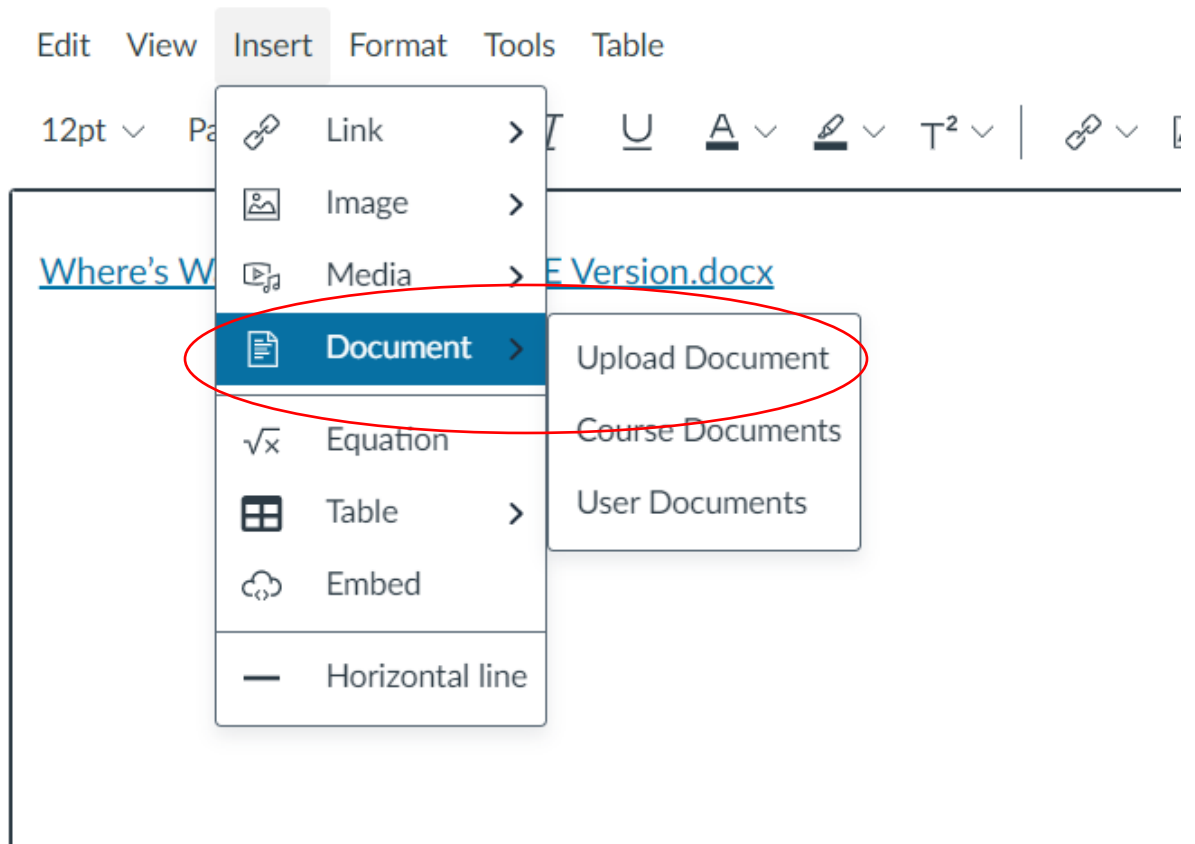 Edit View Insert Format Tools Table
12pt
Link
Image
Where's
Version.docx
Media
Document
Upload Document
Course Documents
User Documents
Equation
Table
Embed
Horizontal line